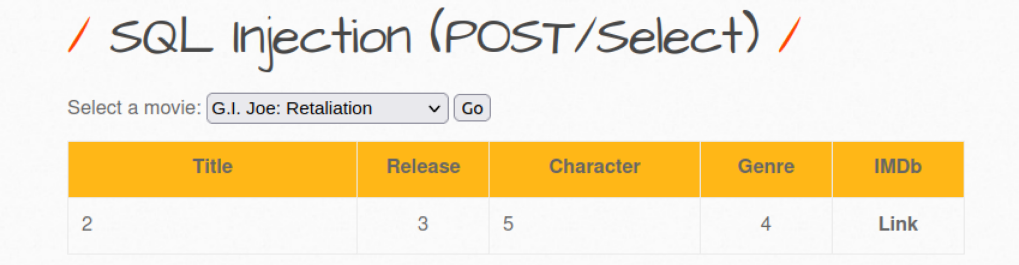 / SQL Injection (POST/Select) /
Select a movie: G.I. Joe: Retaliation Go
Title Release Character Genre IMDb
2 3 5 4 Link